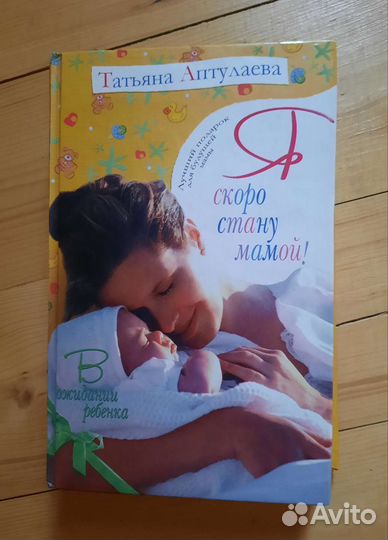 Татьяна Аптулаева
Лучший подарок
для будущей
мамы
Я
скоро
стану
мамой!
В
ожидании
ребенка
Avito